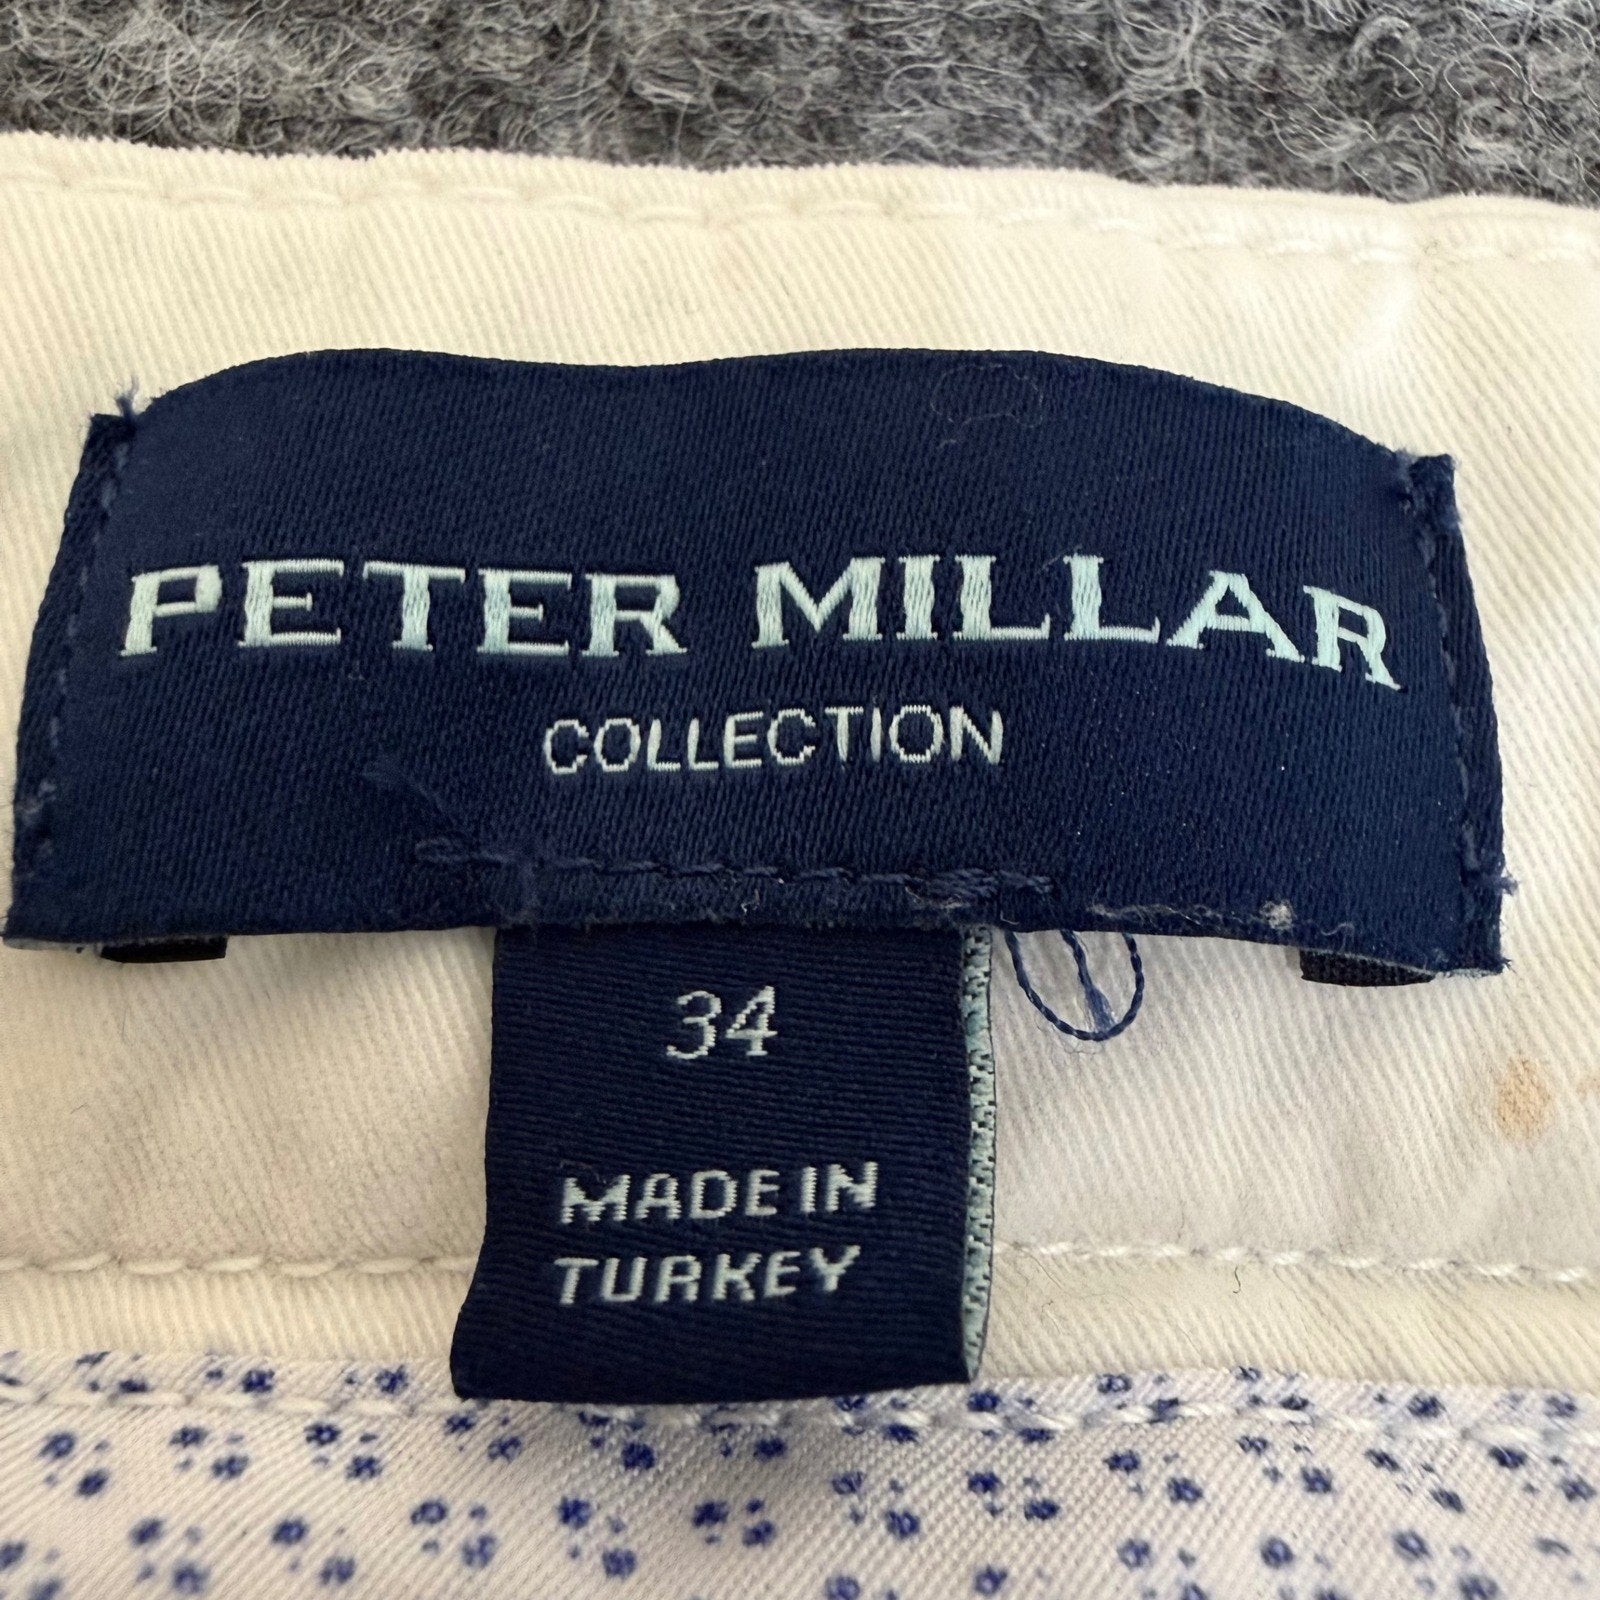 PETER MILLAR
COLLECTION
34
MADE IN
TURKEY